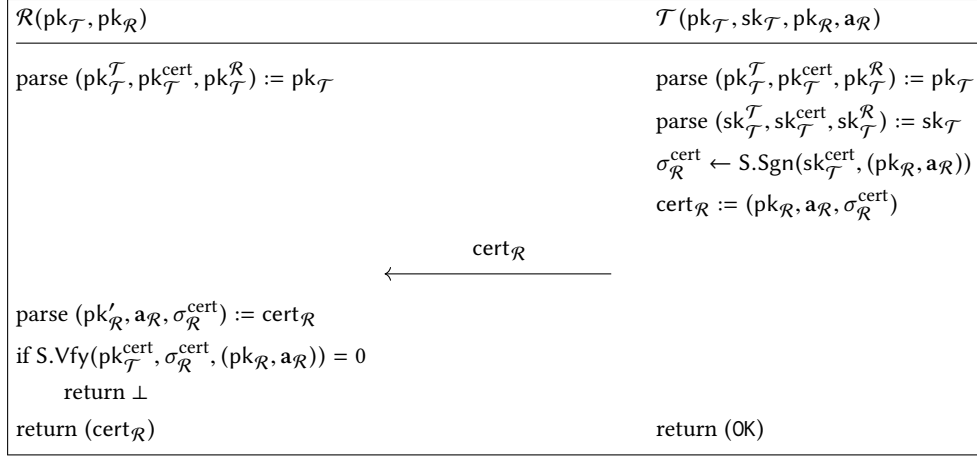 𝓡(pk_𝒯, pk_𝓡) 𝒯(pk_𝒯, sk_𝒯, pk_𝓡, 𝐚_𝓡)
parse (pk_𝒯^𝒯, pk_𝒯^cert, pk_𝒯^𝓡) := pk_𝒯 parse (pk_𝒯^𝒯, pk_𝒯^cert, pk_𝒯^𝓡) := pk_𝒯
parse (sk_𝒯^𝒯, sk_𝒯^cert, sk_𝒯^𝓡) := sk_𝒯
σ_𝓡^cert ← S.Sgn(sk_𝒯^cert, (pk_𝓡, 𝐚_𝓡))
cert_𝓡 := (pk_𝓡, 𝐚_𝓡, σ_𝓡^cert)
cert_𝓡
parse (pk′_𝓡, 𝐚_𝓡, σ_𝓡^cert) := cert_𝓡
if S.Vfy(pk_𝒯^cert, σ_𝓡^cert, (pk_𝓡, 𝐚_𝓡)) = 0
return ⊥
return (cert_𝓡) return (OK)